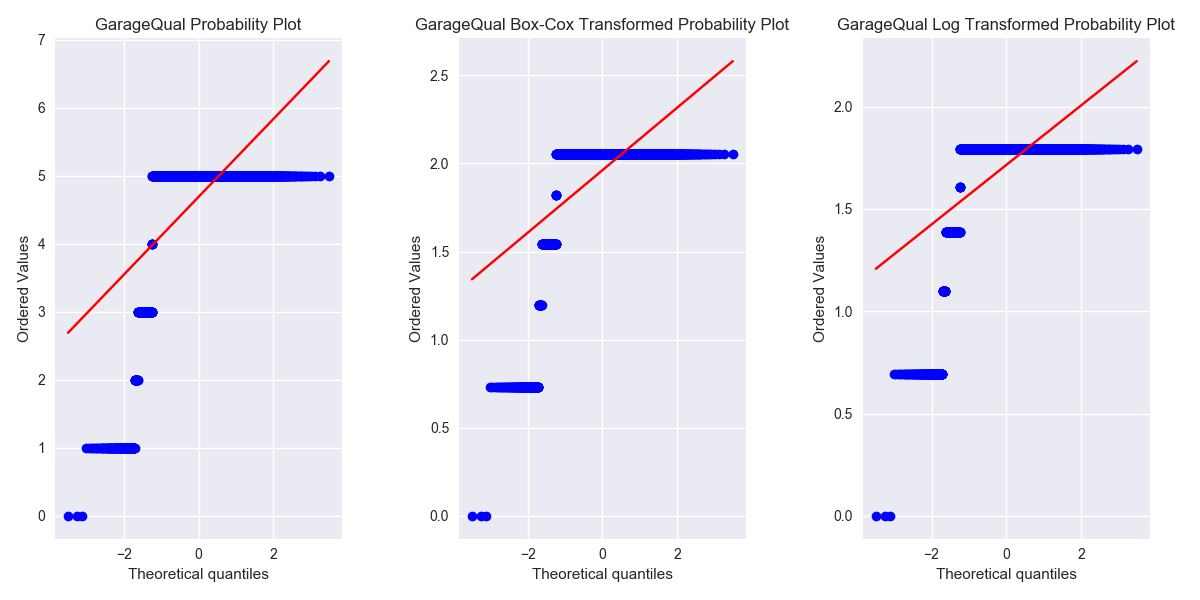 GarageQual Probability Plot
7
6
5
4
3
2
1
0
Ordered Values
−2 0 2
Theoretical quantiles
GarageQual Box-Cox Transformed Probability Plot
2.5
2.0
1.5
1.0
0.5
0.0
Ordered Values
−2 0 2
Theoretical quantiles
GarageQual Log Transformed Probability Plot
2.0
1.5
1.0
0.5
0.0
Ordered Values
−2 0 2
Theoretical quantiles